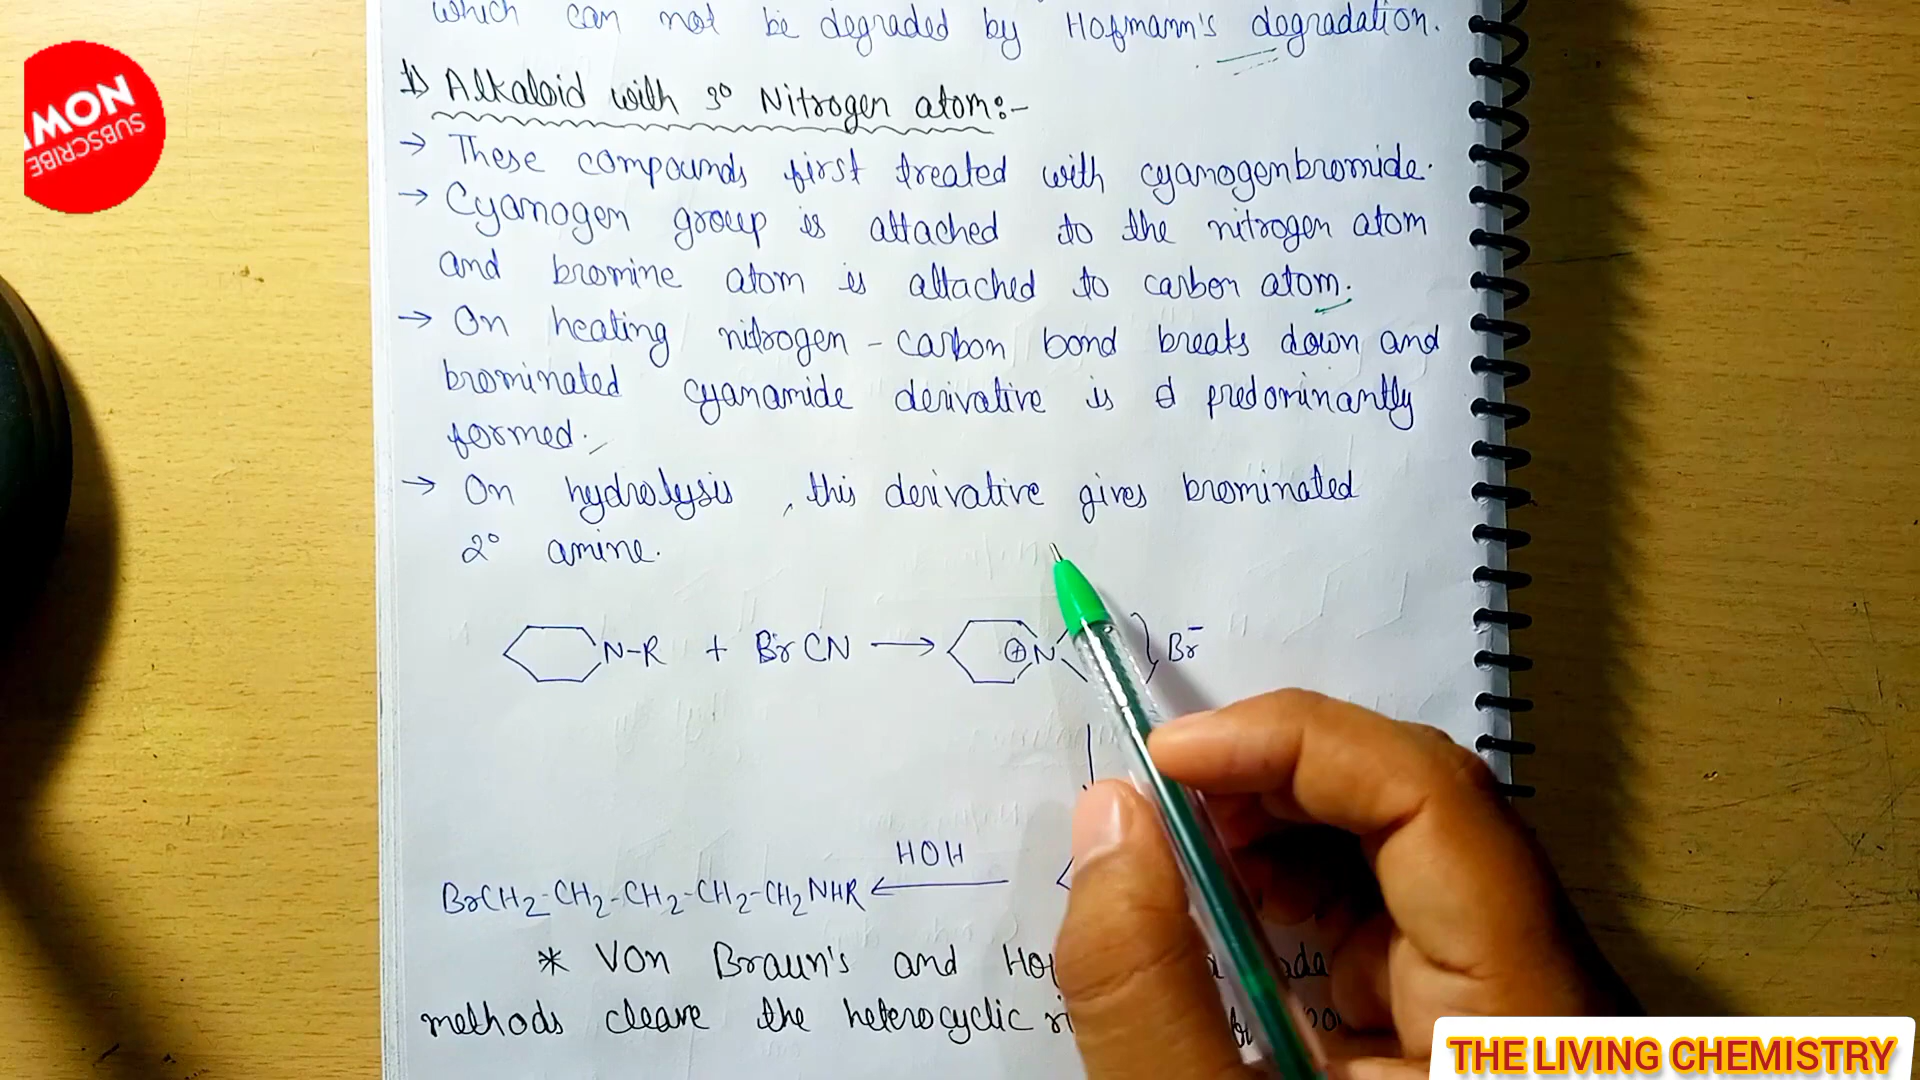 which can not be degraded by Hofmann's degradation.
1) Alkaloid with 3° Nitrogen atom:-
→ These compounds first treated with cyanogenbromide.
→ Cyanogen group is attached to the nitrogen atom
and bromine atom is attached to carbon atom.
→ On heating nitrogen - carbon bond breaks down and
brominated cyanamide derivative is predominantly
formed.
→ On hydrolysis, this derivative gives brominated
2° amine.
N-R + BrCN → ⊕N } Br⁻
HOH
BrCH2-CH2-CH2-CH2-CH2NHR ←
* Von Braun's and
methods cleave the heterocyclic
MON
SUBSCRIBE
THE LIVING CHEMISTRY